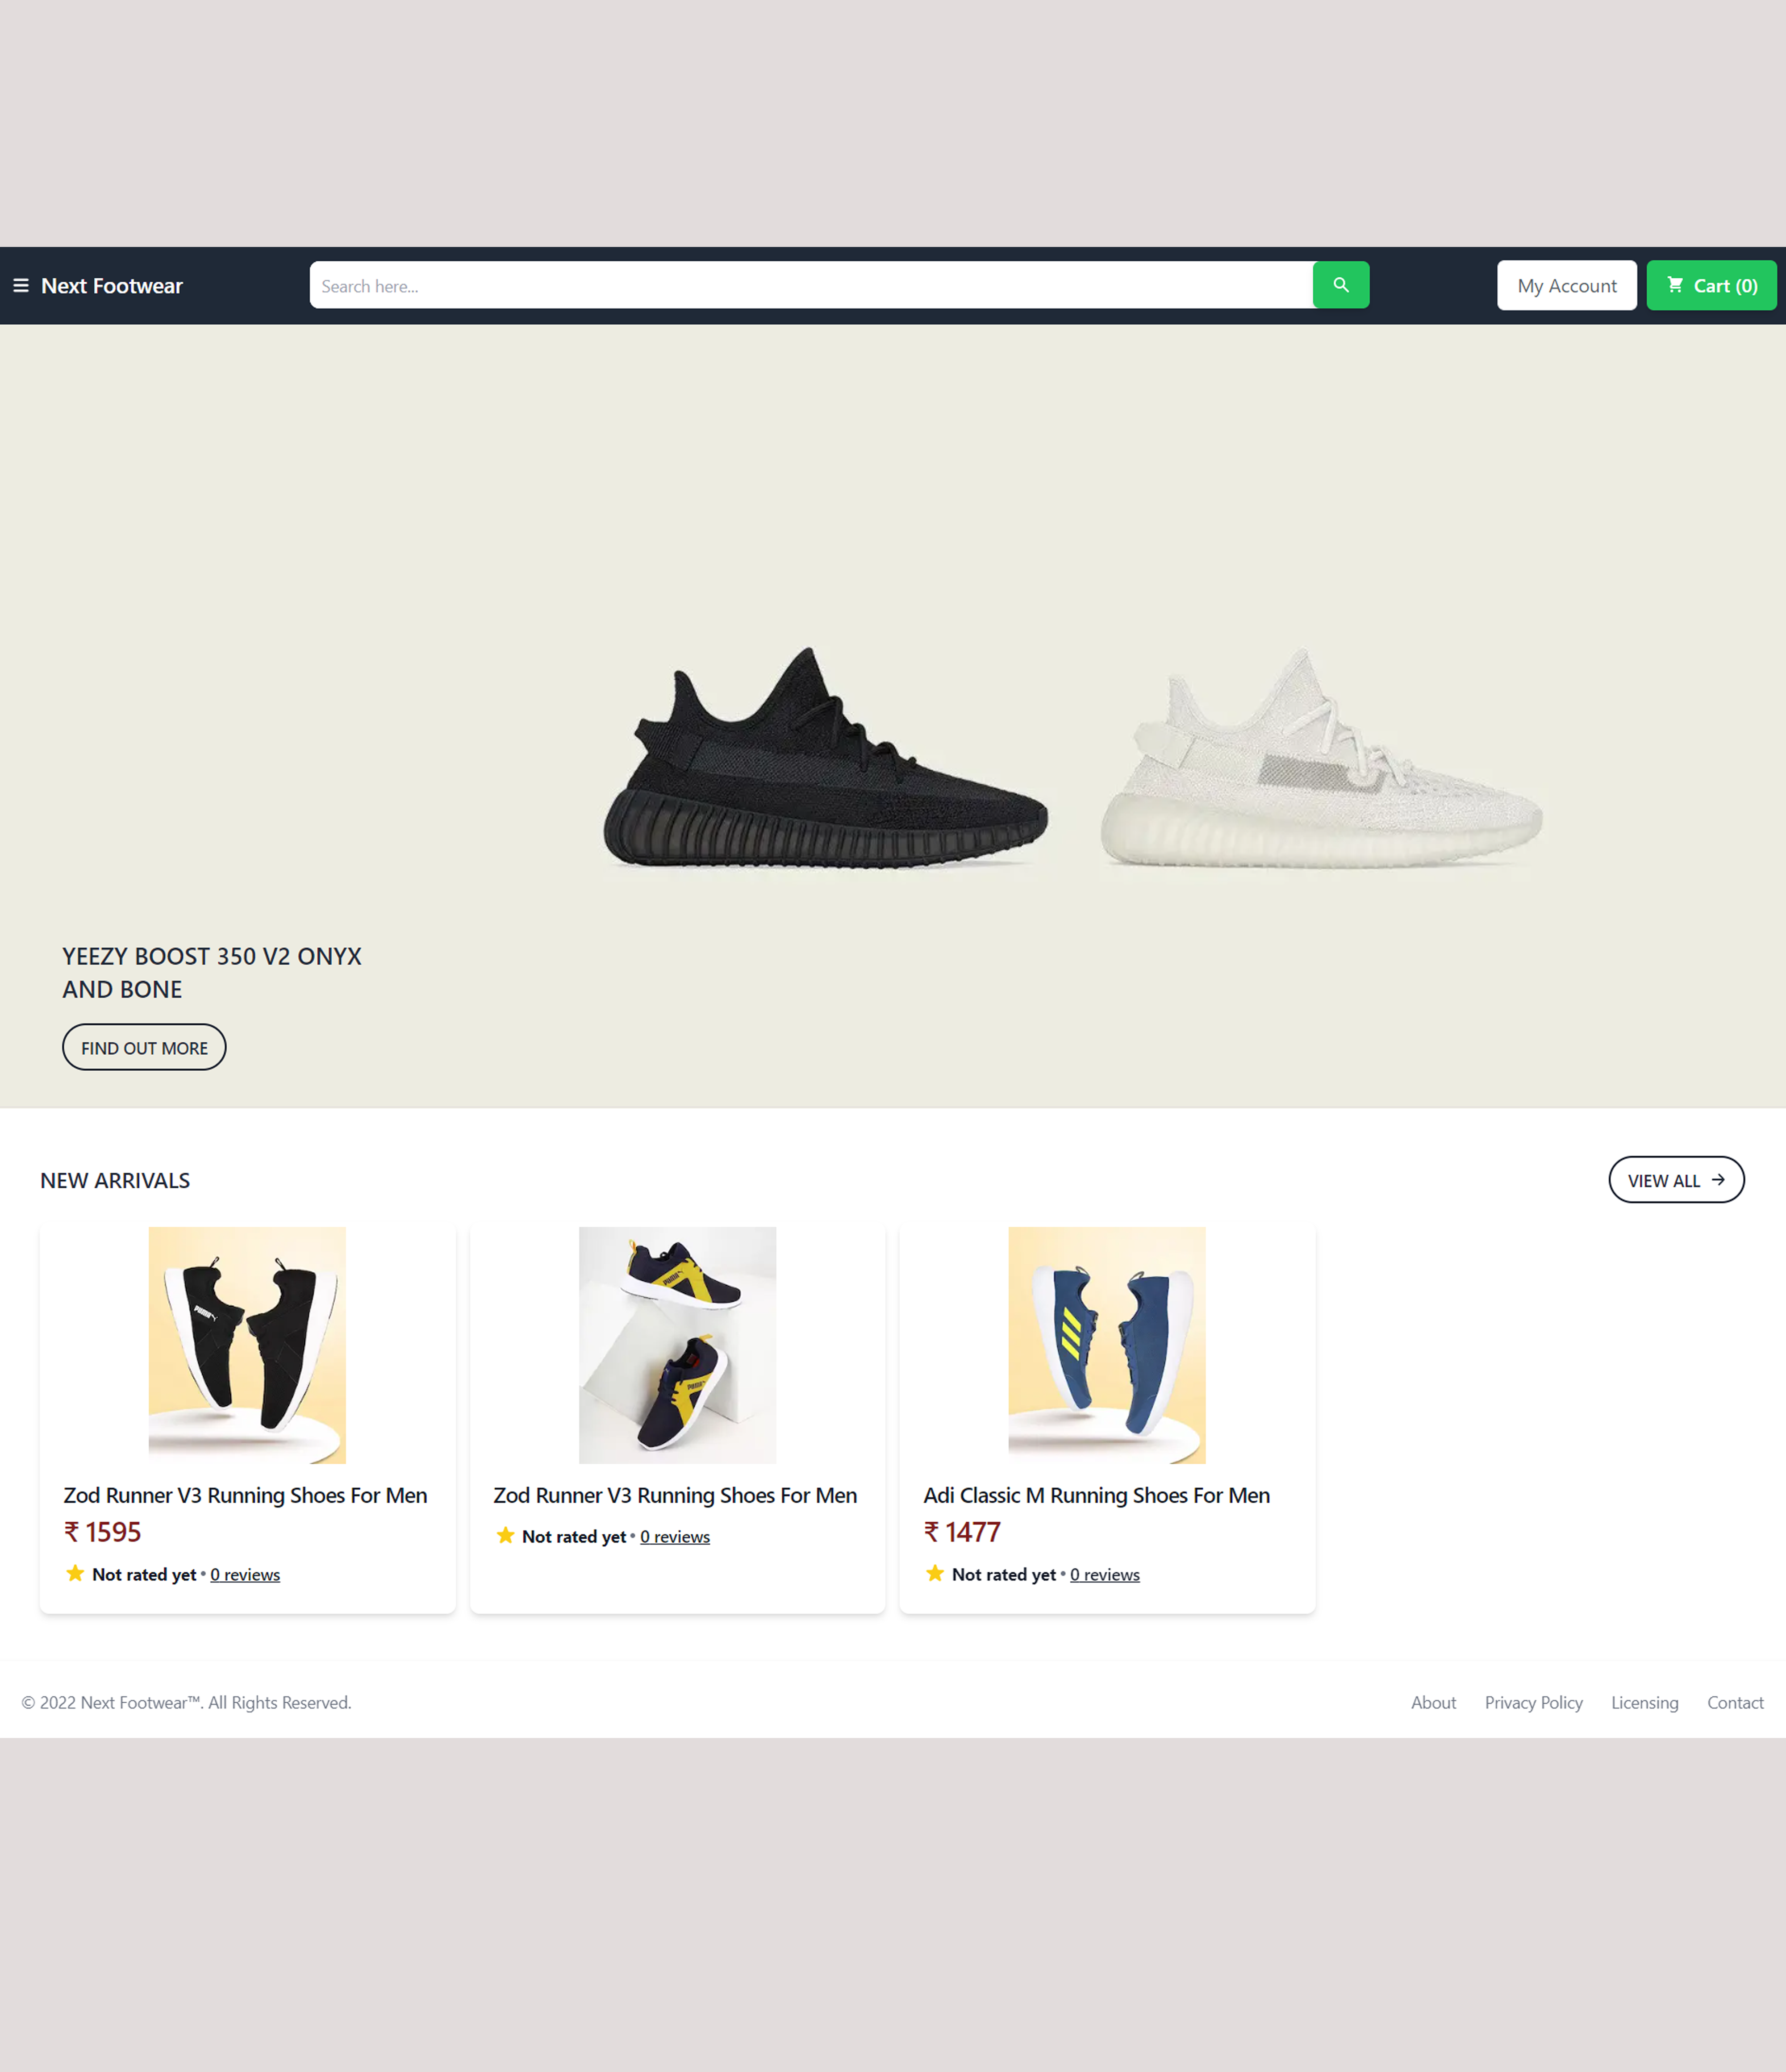 Next Footwear
Search here...
My Account
Cart (0)
YEEZY BOOST 350 V2 ONYX
AND BONE
FIND OUT MORE
NEW ARRIVALS
VIEW ALL
PUMA
PUMA
PUMA
Zod Runner V3 Running Shoes For Men
₹ 1595
Not rated yet • 0 reviews
Zod Runner V3 Running Shoes For Men
Not rated yet • 0 reviews
Adi Classic M Running Shoes For Men
₹ 1477
Not rated yet • 0 reviews
© 2022 Next Footwear™. All Rights Reserved.
About
Privacy Policy
Licensing
Contact